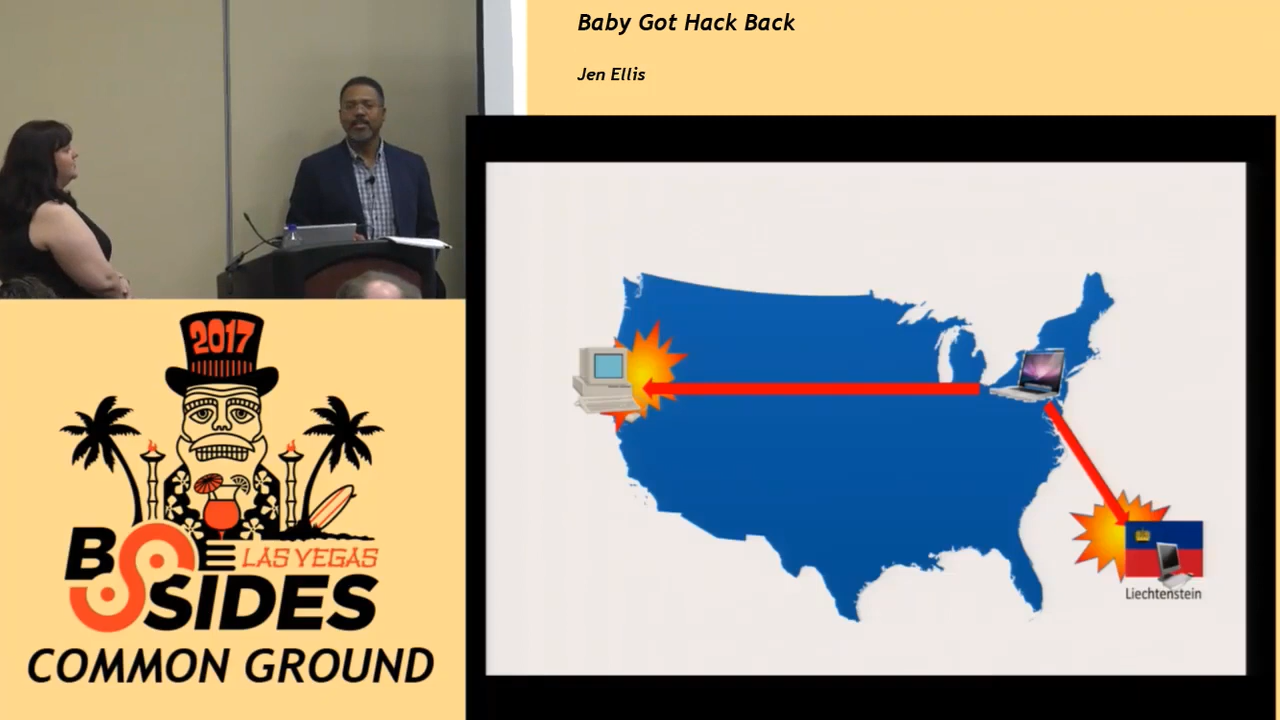 Baby Got Hack Back
Jen Ellis
Liechtenstein
2017
BSIDES
LAS VEGAS
COMMON GROUND